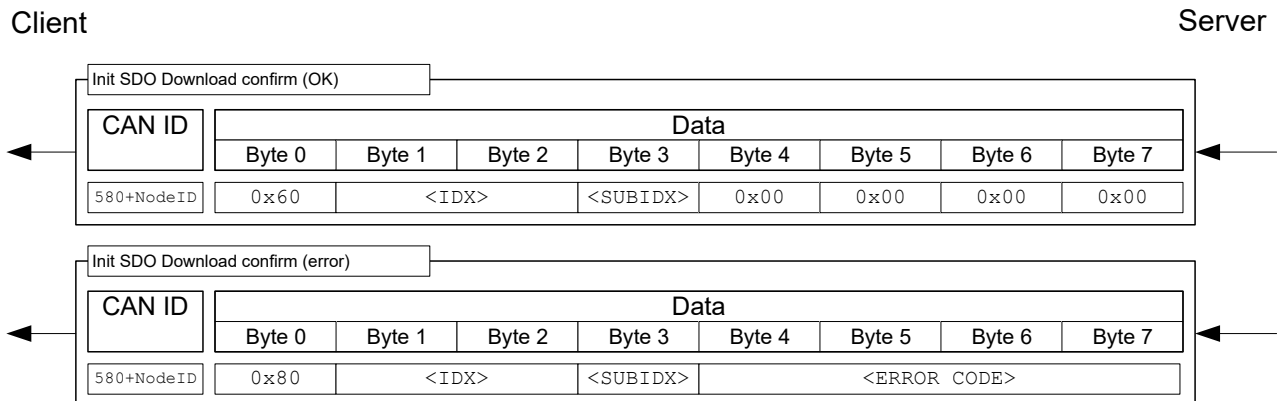 Client Server
Init SDO Download confirm (OK)
CAN ID Data
Byte 0 Byte 1 Byte 2 Byte 3 Byte 4 Byte 5 Byte 6 Byte 7
580+NodeID 0x60 <IDX> <SUBIDX> 0x00 0x00 0x00 0x00
Init SDO Download confirm (error)
CAN ID Data
Byte 0 Byte 1 Byte 2 Byte 3 Byte 4 Byte 5 Byte 6 Byte 7
580+NodeID 0x80 <IDX> <SUBIDX> <ERROR CODE>